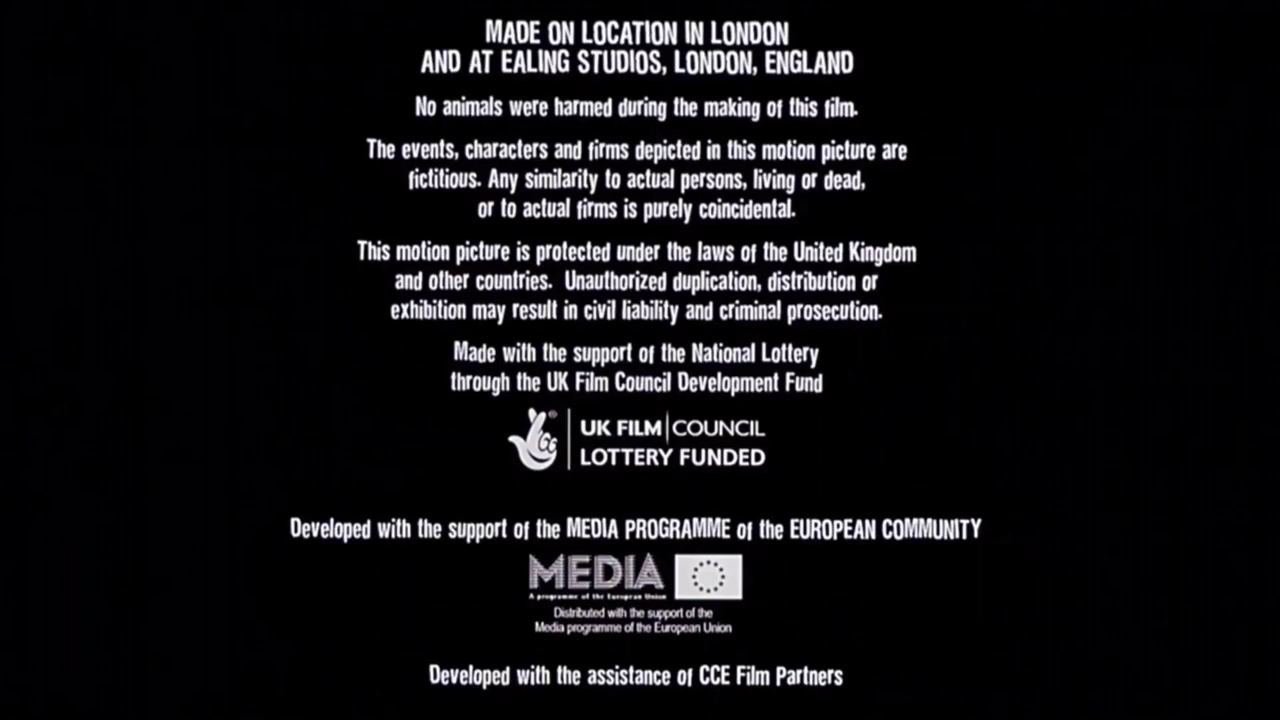 MADE ON LOCATION IN LONDON
AND AT EALING STUDIOS, LONDON, ENGLAND
No animals were harmed during the making of this film.
The events, characters and firms depicted in this motion picture are
fictitious. Any similarity to actual persons, living or dead,
or to actual firms is purely coincidental.
This motion picture is protected under the laws of the United Kingdom
and other countries. Unauthorized duplication, distribution or
exhibition may result in civil liability and criminal prosecution.
Made with the support of the National Lottery
through the UK Film Council Development Fund
UK FILM COUNCIL
LOTTERY FUNDED
Developed with the support of the MEDIA PROGRAMME of the EUROPEAN COMMUNITY
MEDIA
A programme of the European Union
Distributed with the support of the
Media programme of the European Union
Developed with the assistance of CCE Film Partners